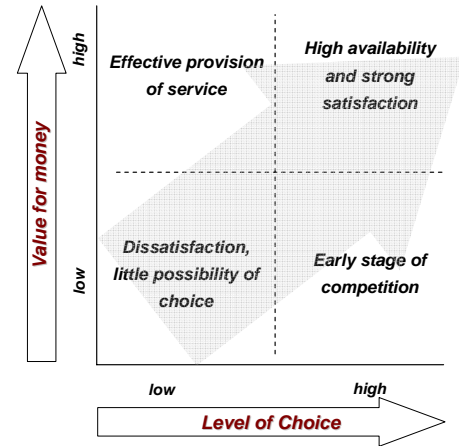 high
Effective provision
of service
High availability
and strong
satisfaction
Value for money
low
Dissatisfaction,
little possibility of
choice
Early stage of
competition
low
high
Level of Choice